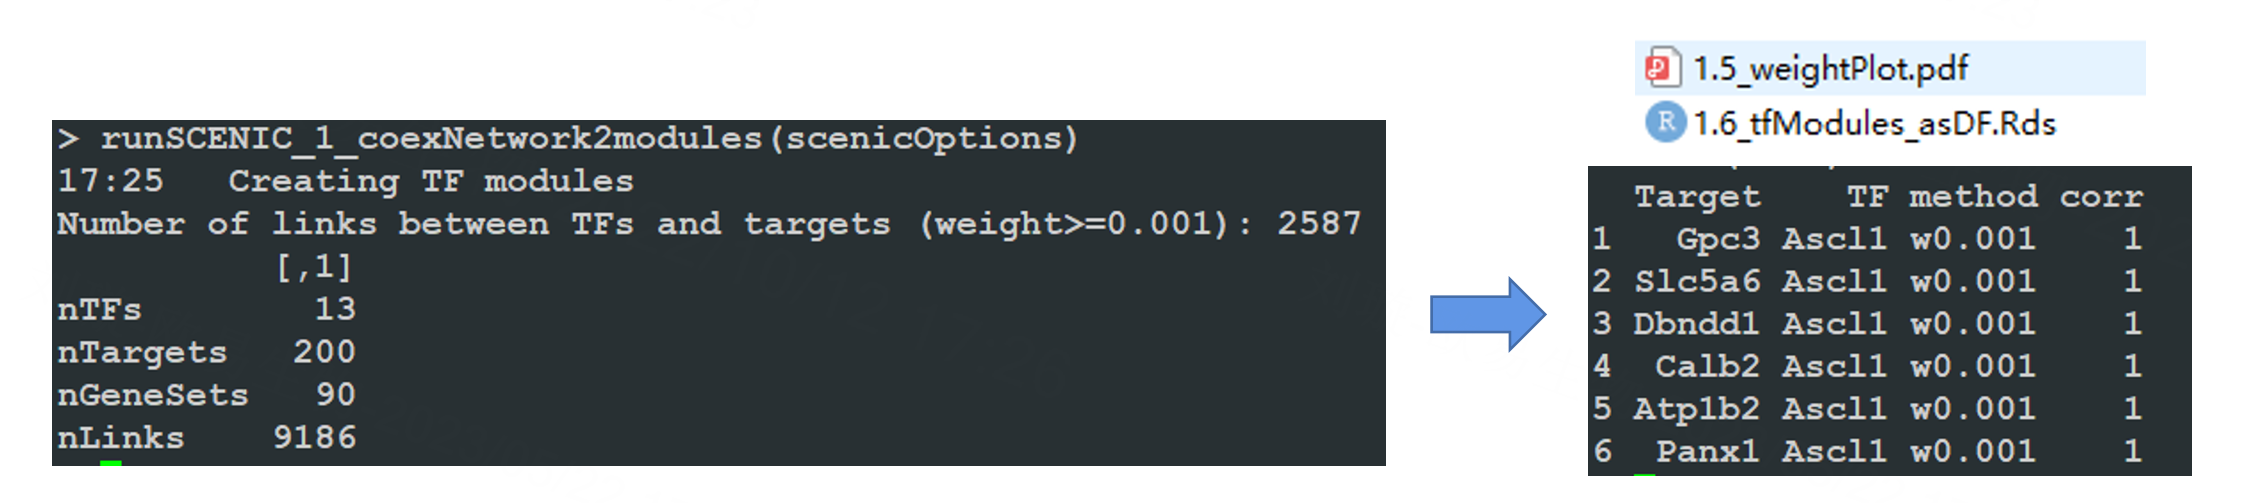 > runSCENIC_1_coexNetwork2modules(scenicOptions)
17:25   Creating TF modules
Number of links between TFs and targets (weight>=0.001): 2587
[,1]
nTFs 13
nTargets 200
nGeneSets 90
nLinks 9186
1.5_weightPlot.pdf
R 1.6_tfModules_asDF.Rds
Target TF method corr
1 Gpc3 Ascl1 w0.001 1
2 Slc5a6 Ascl1 w0.001 1
3 Dbndd1 Ascl1 w0.001 1
4 Calb2 Ascl1 w0.001 1
5 Atp1b2 Ascl1 w0.001 1
6 Panx1 Ascl1 w0.001 1